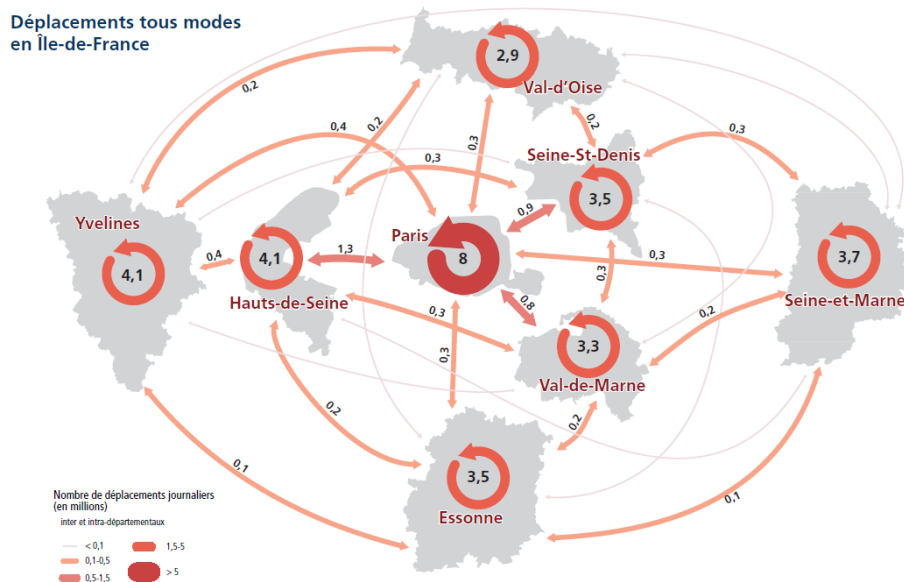 Déplacements tous modes
en Île-de-France
2,9
Val-d'Oise
0,2
0,4
0,2
0,3
0,2
0,3
0,3
Seine-St-Denis
3,5
0,9
Yvelines
4,1
0,4
4,1
Hauts-de-Seine
1,3
Paris
8
0,3
0,3
3,7
Seine-et-Marne
0,8
0,3
0,2
3,3
Val-de-Marne
0,3
0,2
0,2
3,5
Essonne
0,1
0,1
Nombre de déplacements journaliers
(en millions)
inter et intra-départementaux
< 0,1
0,1-0,5
0,5-1,5
1,5-5
> 5